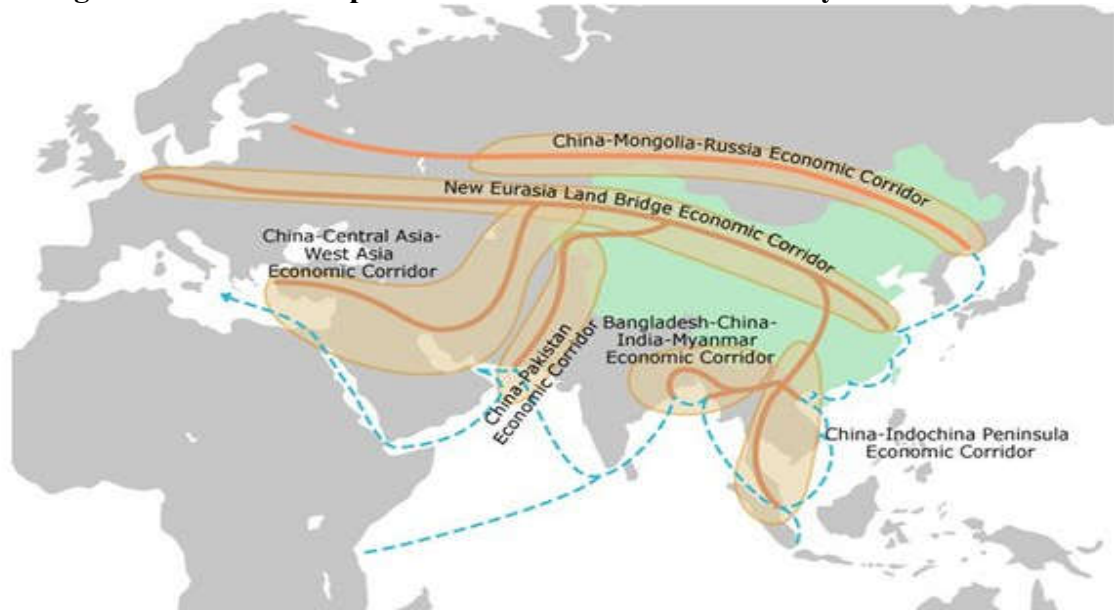 China-Mongolia-Russia Economic Corridor
New Eurasia Land Bridge Economic Corridor
China-Central Asia-
West Asia
Economic Corridor
China-Pakistan
Economic Corridor
Bangladesh-China-
India-Myanmar
Economic Corridor
China-Indochina Peninsula
Economic Corridor